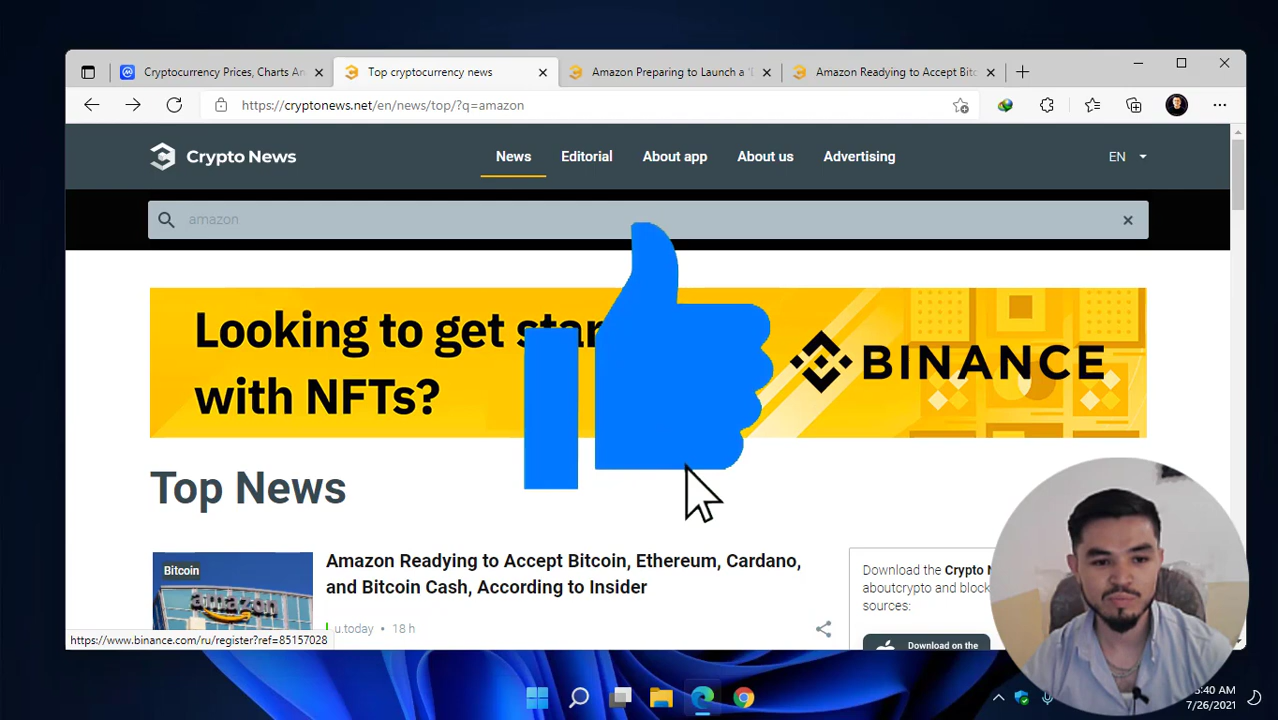 Cryptocurrency Prices, Charts An
Top cryptocurrency news
Amazon Preparing to Launch a
Amazon Readying to Accept Bitc
https://cryptonews.net/en/news/top/?q=amazon
Crypto News
News
Editorial
About app
About us
Advertising
EN
amazon
Looking to get star
with NFTs?
BINANCE
Top News
Bitcoin
amazon
Amazon Readying to Accept Bitcoin, Ethereum, Cardano,
and Bitcoin Cash, According to Insider
u.today • 18 h
Download the Crypto N
aboutcrypto and block
sources:
Download on the
https://www.binance.com/ru/register?ref=85157028
:40 AM
7/26/2021